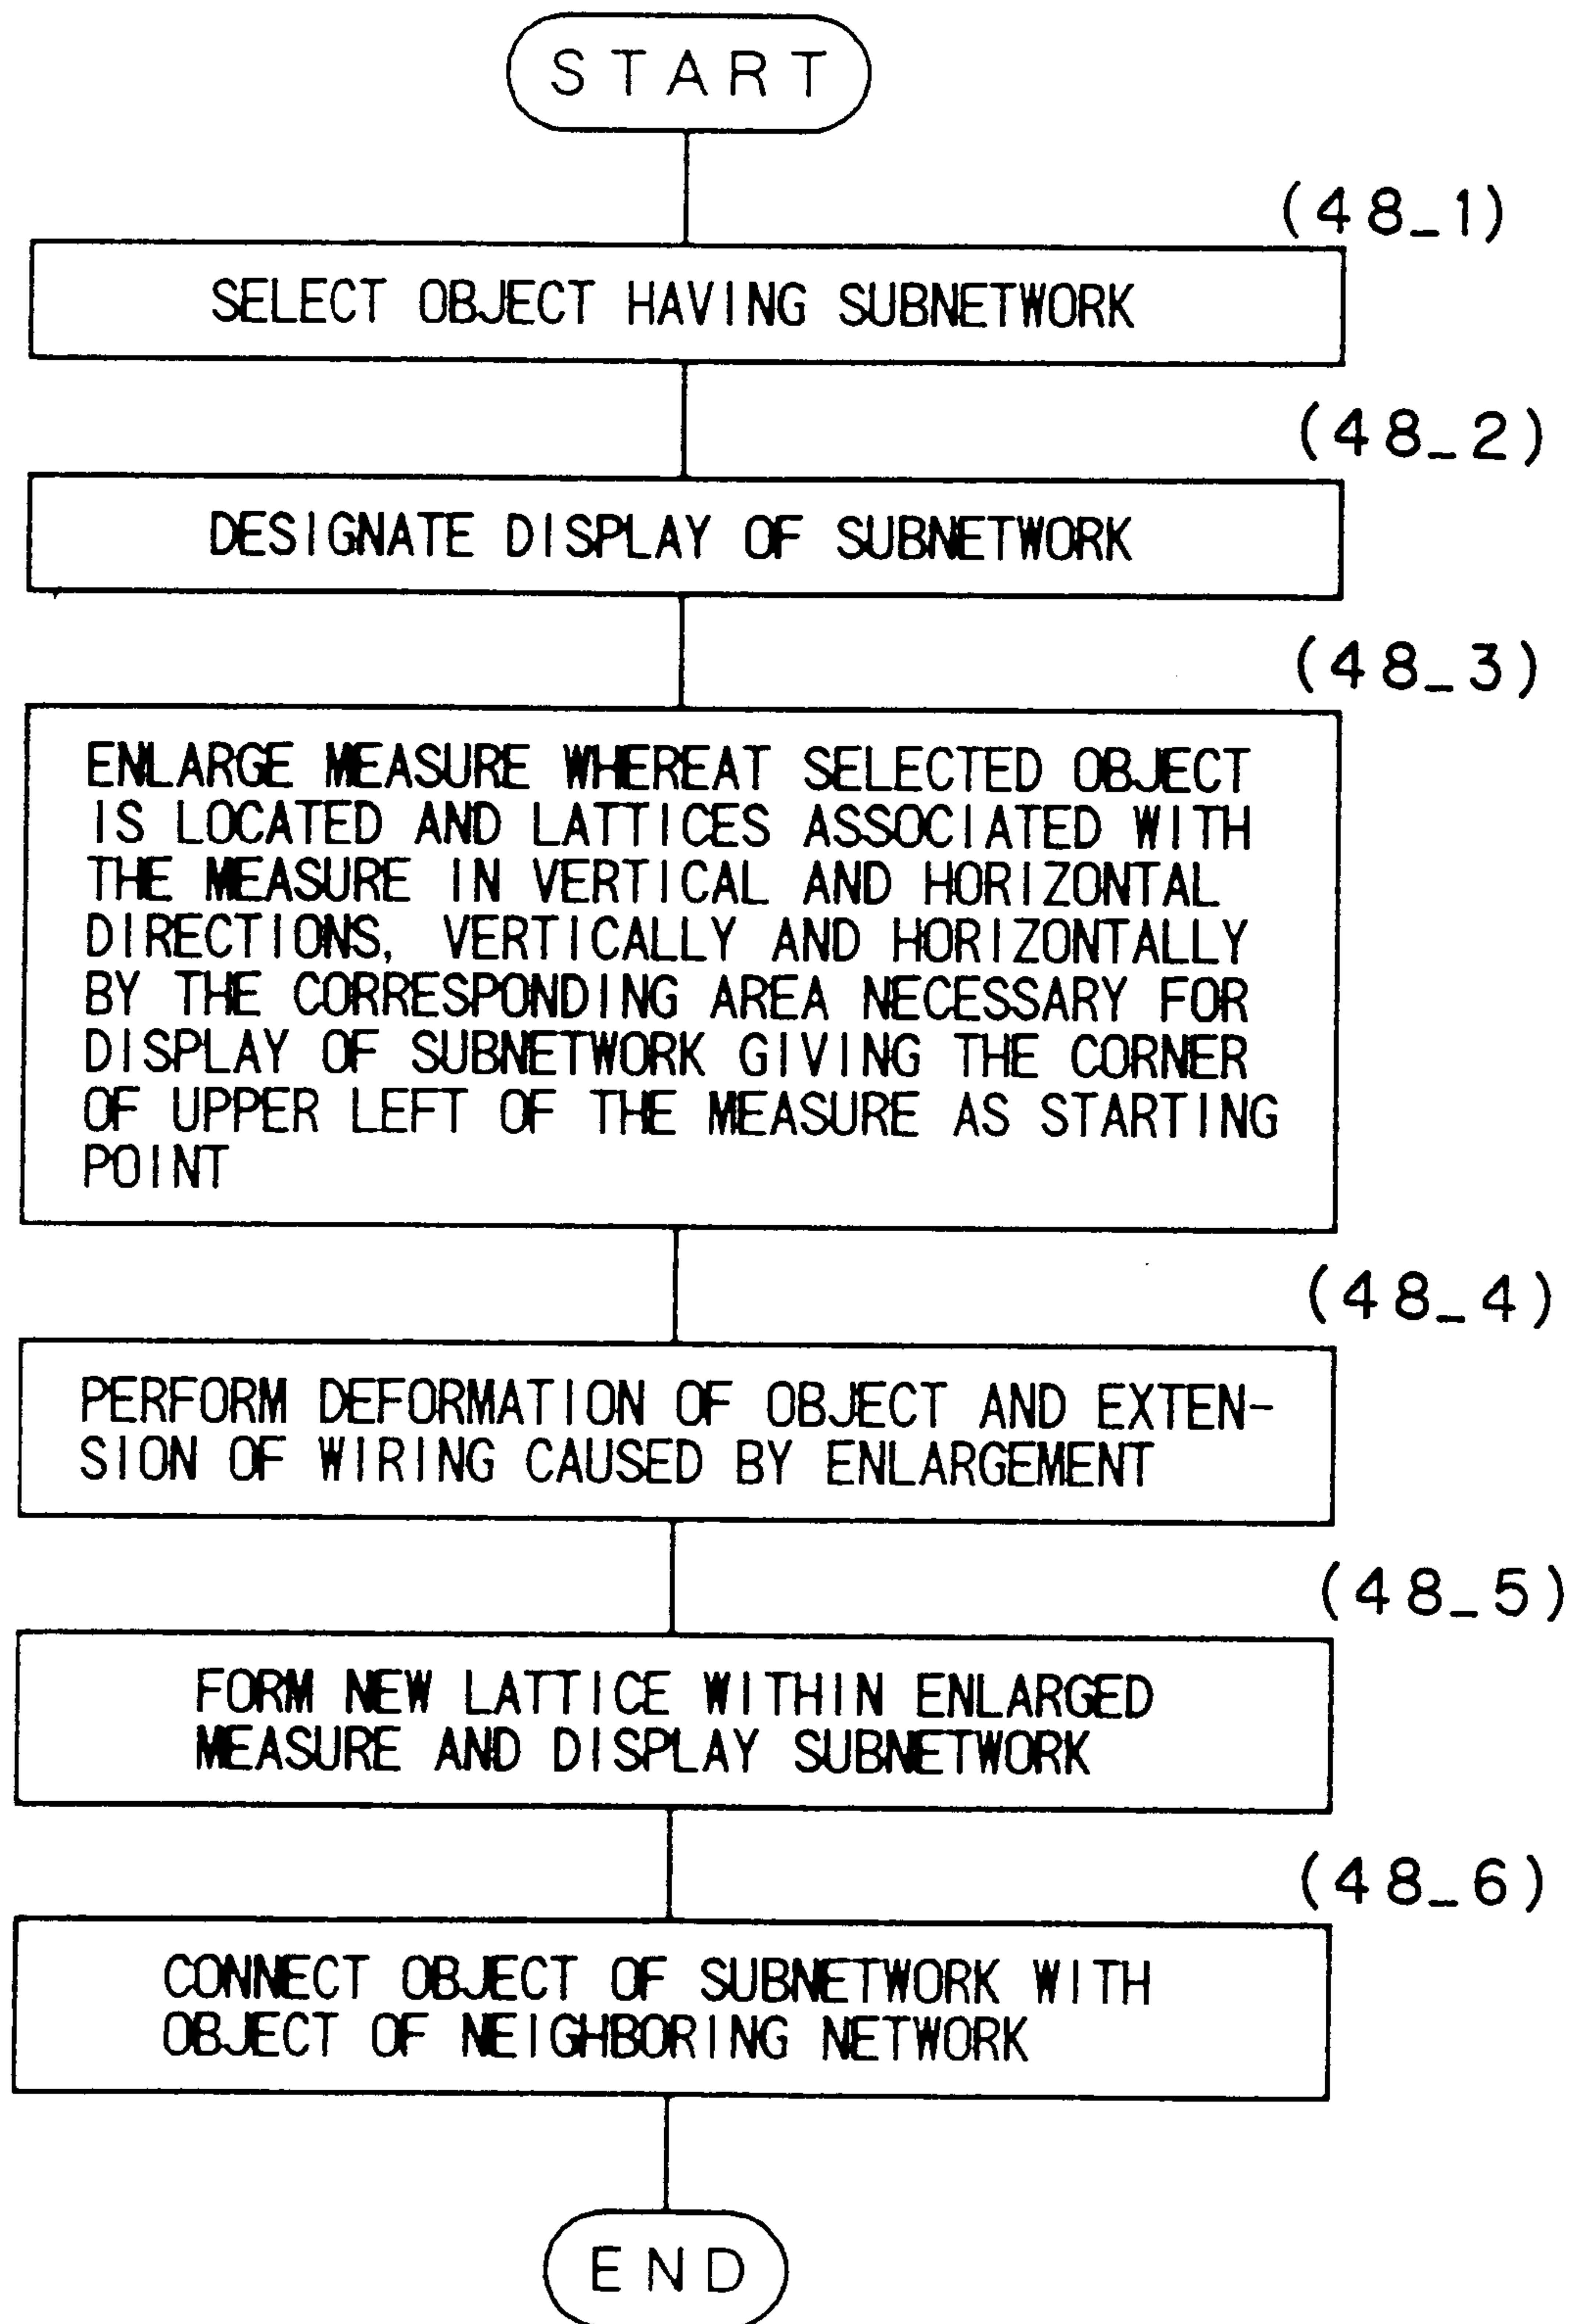 START
(48_1)
SELECT OBJECT HAVING SUBNETWORK
(48_2)
DESIGNATE DISPLAY OF SUBNETWORK
(48_3)
ENLARGE MEASURE WHEREAT SELECTED OBJECT
IS LOCATED AND LATTICES ASSOCIATED WITH
THE MEASURE IN VERTICAL AND HORIZONTAL
DIRECTIONS, VERTICALLY AND HORIZONTALLY
BY THE CORRESPONDING AREA NECESSARY FOR
DISPLAY OF SUBNETWORK GIVING THE CORNER
OF UPPER LEFT OF THE MEASURE AS STARTING
POINT
(48_4)
PERFORM DEFORMATION OF OBJECT AND EXTEN-
SION OF WIRING CAUSED BY ENLARGEMENT
(48_5)
FORM NEW LATTICE WITHIN ENLARGED
MEASURE AND DISPLAY SUBNETWORK
(48_6)
CONNECT OBJECT OF SUBNETWORK WITH
OBJECT OF NEIGHBORING NETWORK
END